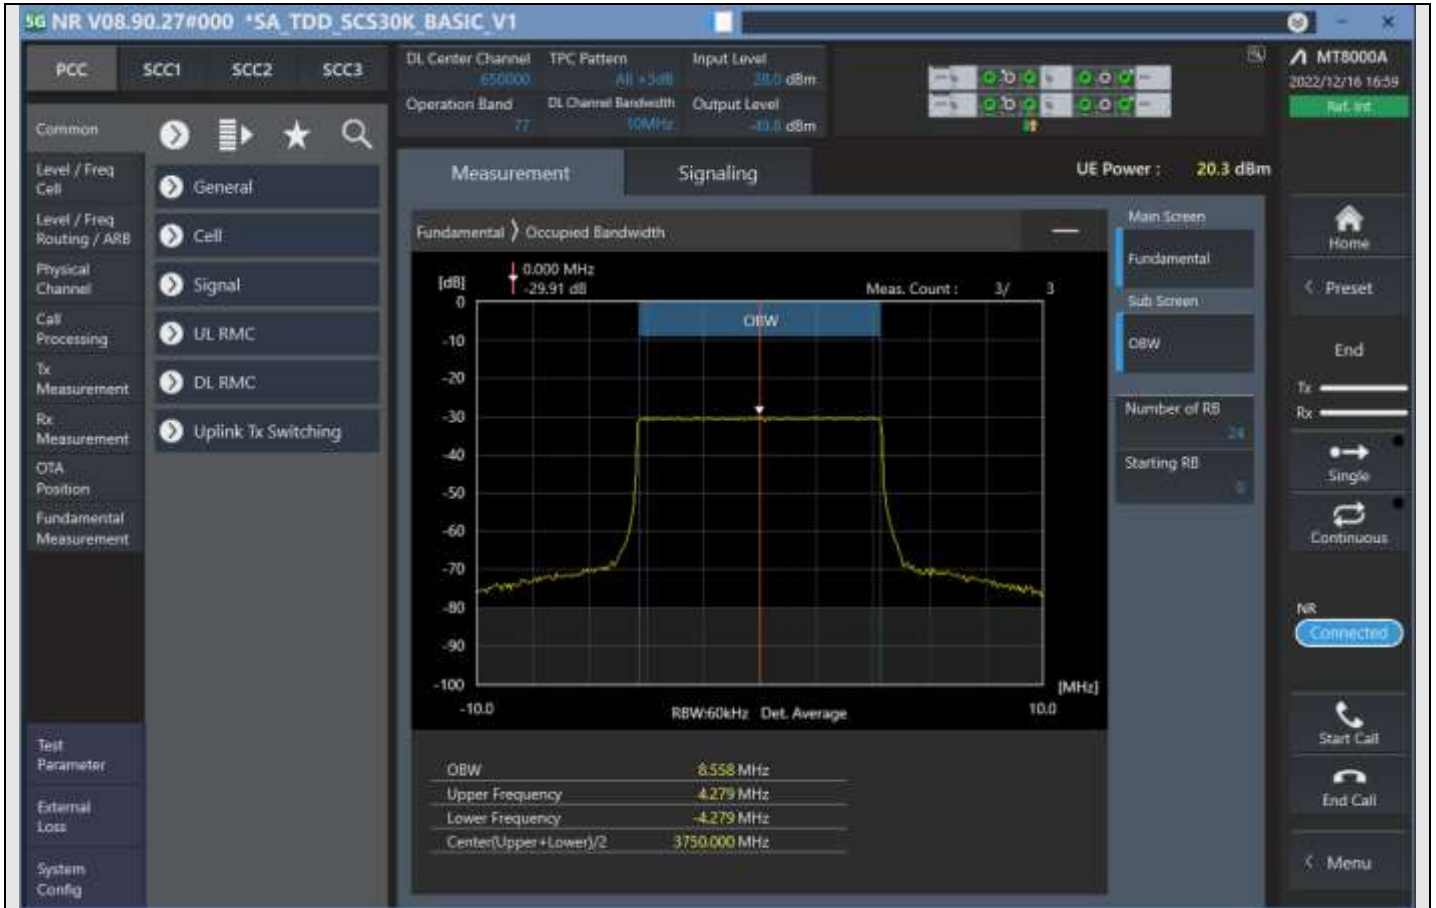 5G NR V08.90.27#000 *SA_TDD_SCS30K_BASIC_V1
PCC SCC1 SCC2 SCC3
DL Center Channel TPC Pattern Input Level
650000 All +3dB 28.0 dBm
Operation Band DL Channel Bandwidth Output Level
77 10MHz dBm
MT8000A
2022/12/16 16:59
Ref. Int
Common
Level / Freq
Cell
Level / Freq
Routing / ARB
Physical
Channel
Call
Processing
Tx
Measurement
Rx
Measurement
OTA
Position
Fundamental
Measurement
Test
Parameter
External
Loss
System
Config
General
Cell
Signal
UL RMC
DL RMC
Uplink Tx Switching
Measurement Signaling
UE Power : 20.3 dBm
Fundamental > Occupied Bandwidth
[dB]
0.000 MHz
-29.91 dB
Meas. Count : 3/ 3
OBW
0
-10
-20
-30
-40
-50
-60
-70
-80
-90
-100
[MHz]
-10.0 RBW:60kHz Det. Average 10.0
OBW 8.558 MHz
Upper Frequency 4.279 MHz
Lower Frequency -4.279 MHz
Center(Upper+Lower)/2 3750.000 MHz
Main Screen
Fundamental
Sub Screen
OBW
Number of RB
24
Starting RB
0
Home
< Preset
End
Tx
Rx
Single
Continuous
NR
Connected
Start Call
End Call
< Menu